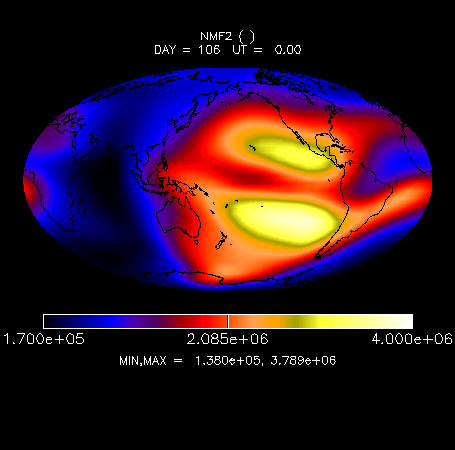 NMF2 ( )
DAY = 106 UT = 0.00
1.700e+05 2.085e+06 4.000e+06
MIN,MAX = 1.380e+05, 3.789e+06